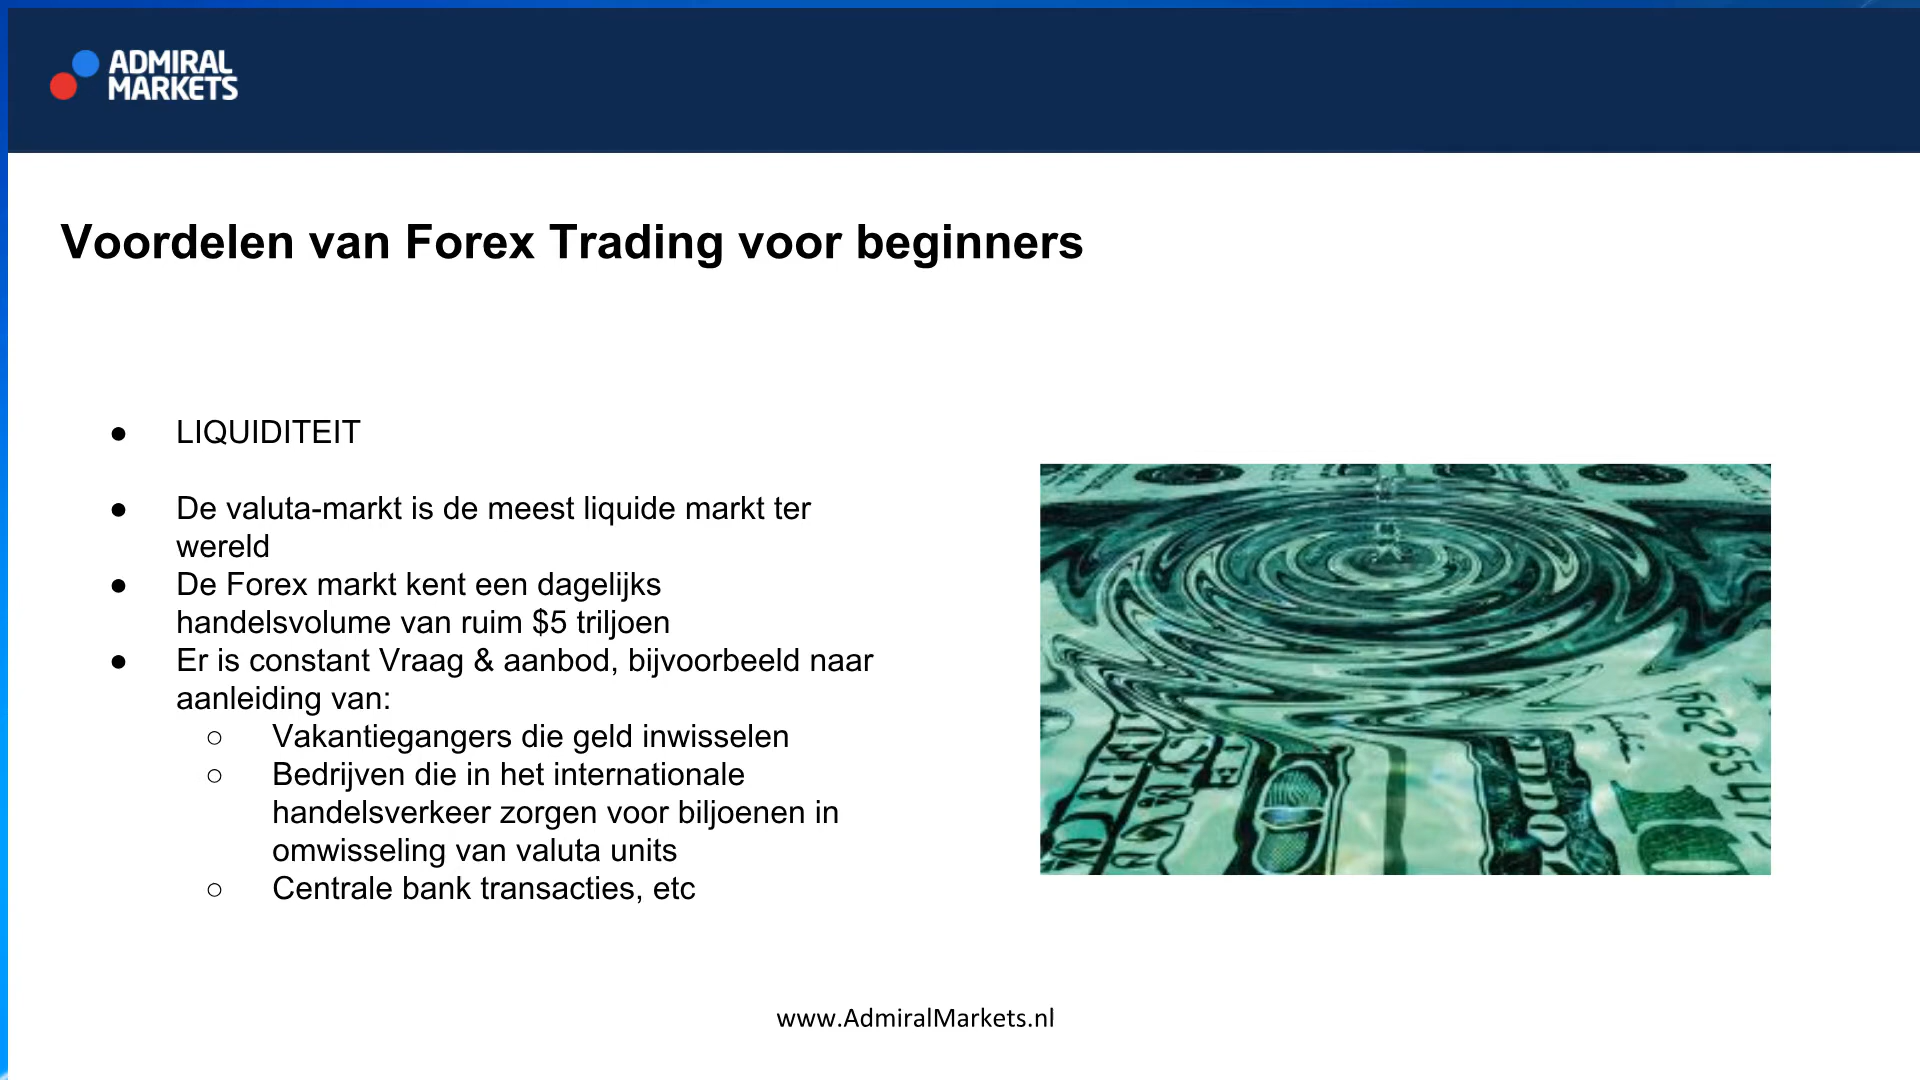 ADMIRAL
MARKETS
Voordelen van Forex Trading voor beginners
● LIQUIDITEIT
● De valuta-markt is de meest liquide markt ter
wereld
● De Forex markt kent een dagelijks
handelsvolume van ruim $5 triljoen
● Er is constant Vraag & aanbod, bijvoorbeeld naar
aanleiding van:
○ Vakantiegangers die geld inwisselen
○ Bedrijven die in het internationale
handelsverkeer zorgen voor biljoenen in
omwisseling van valuta units
○ Centrale bank transacties, etc
www.AdmiralMarkets.nl